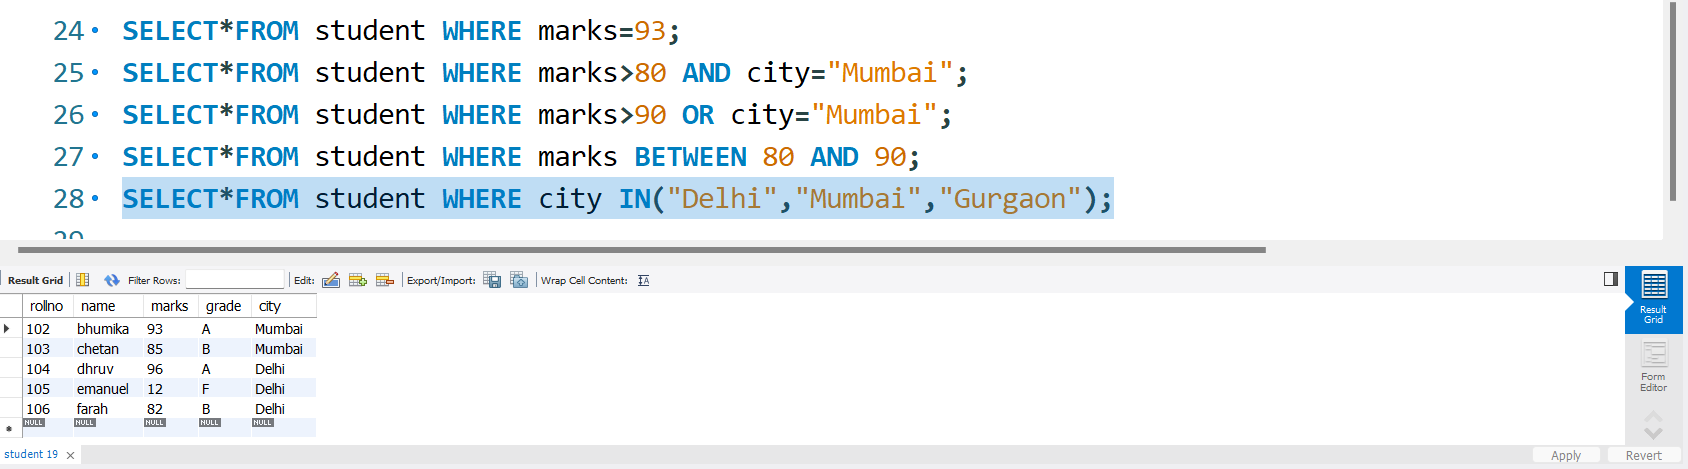 24 SELECT*FROM student WHERE marks=93;
25 SELECT*FROM student WHERE marks>80 AND city="Mumbai";
26 SELECT*FROM student WHERE marks>90 OR city="Mumbai";
27 SELECT*FROM student WHERE marks BETWEEN 80 AND 90;
28 SELECT*FROM student WHERE city IN("Delhi","Mumbai","Gurgaon");
29
Result Grid Filter Rows: Edit: Export/Import: Wrap Cell Content:
rollno name marks grade city
102 bhumika 93 A Mumbai
103 chetan 85 B Mumbai
104 dhruv 96 A Delhi
105 emanuel 12 F Delhi
106 farah 82 B Delhi
NULL NULL NULL NULL NULL
Result
Grid
Form
Editor
student 19
Apply Revert